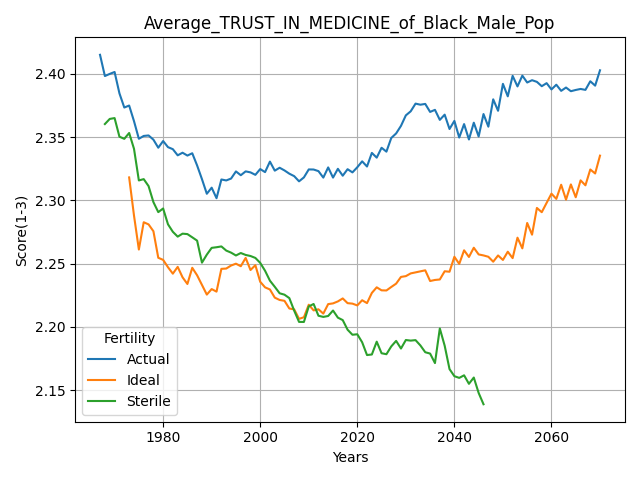 Average_TRUST_IN_MEDICINE_of_Black_Male_Pop
Score(1-3)
2.40
2.35
2.30
2.25
2.20
2.15
Fertility
Actual
Ideal
Sterile
1980
2000
2020
2040
2060
Years